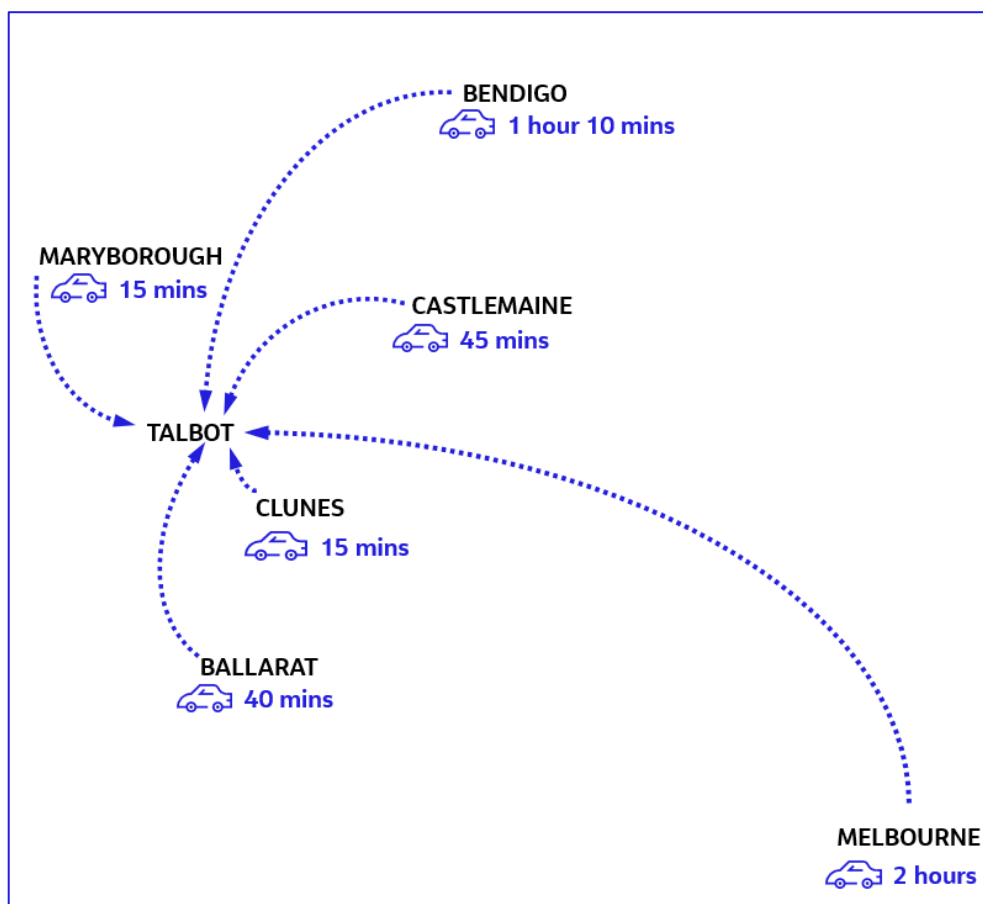 BENDIGO
1 hour 10 mins
MARYBOROUGH
15 mins
CASTLEMAINE
45 mins
TALBOT
CLUNES
15 mins
BALLARAT
40 mins
MELBOURNE
2 hours